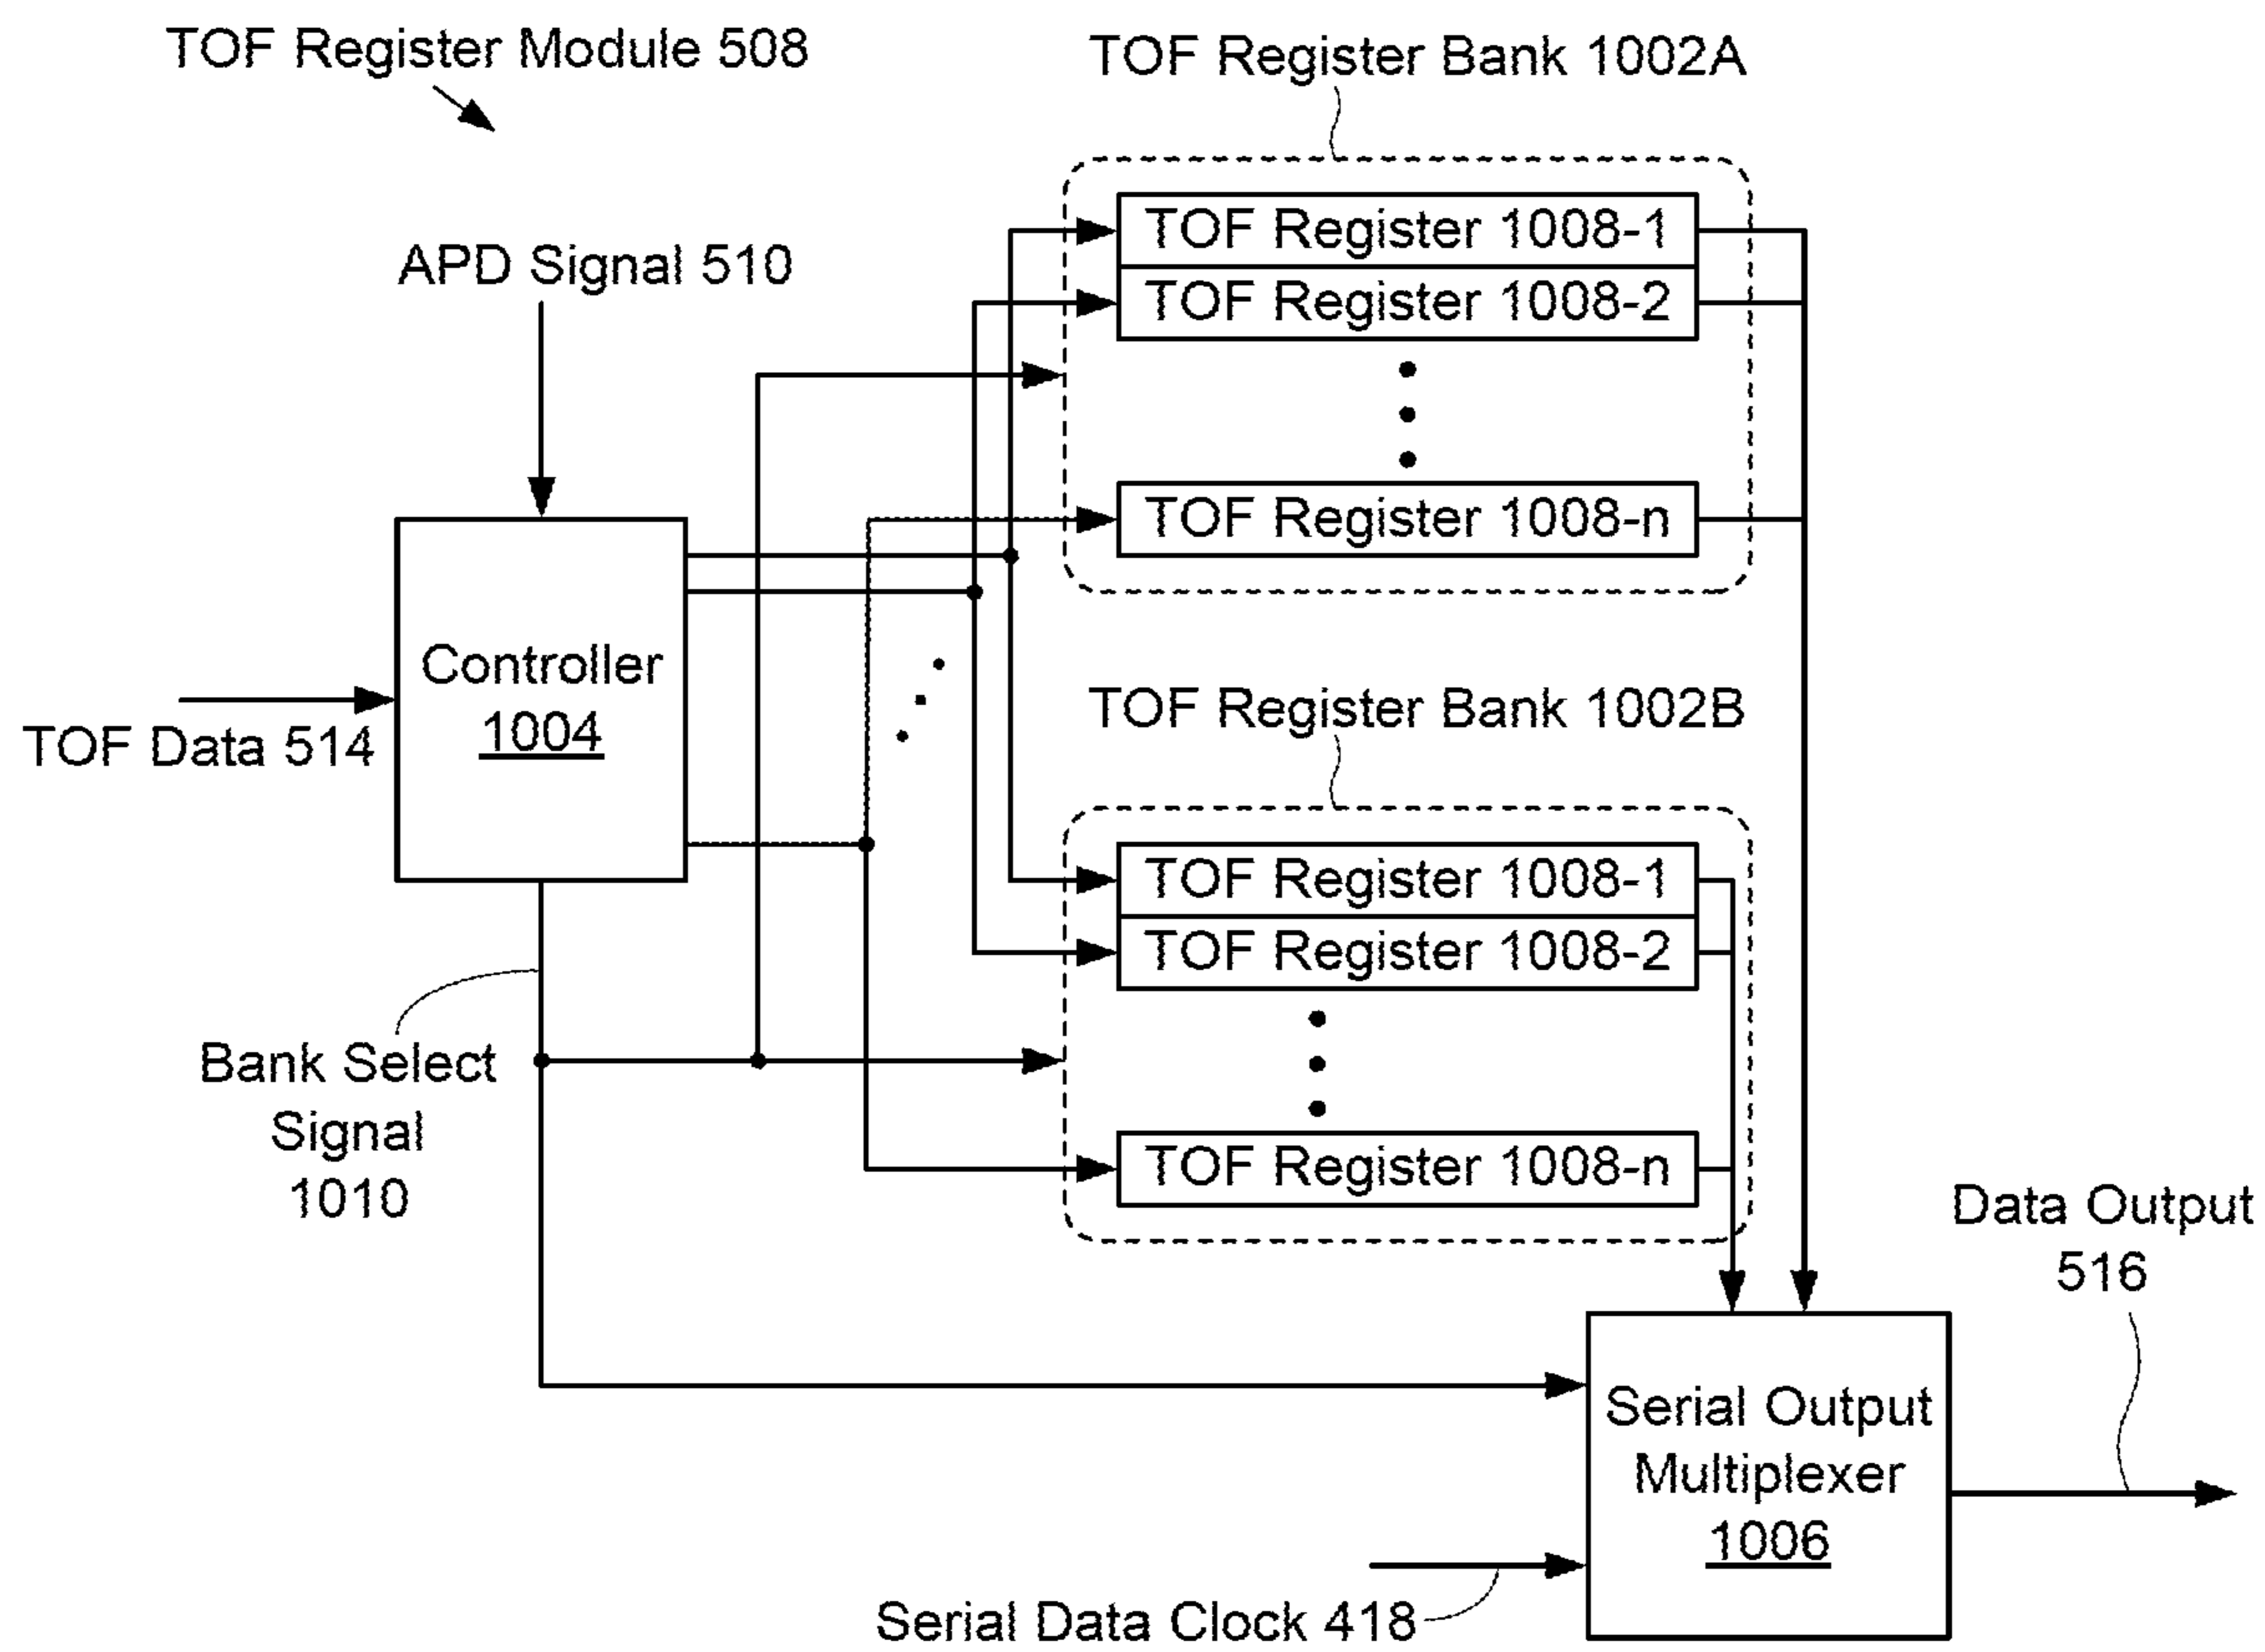 TOF Register Module 508
TOF Register Bank 1002A
TOF Register 1008-1
TOF Register 1008-2
TOF Register 1008-n
APD Signal 510
Controller
1004
TOF Data 514
TOF Register Bank 1002B
TOF Register 1008-1
TOF Register 1008-2
TOF Register 1008-n
Bank Select
Signal
1010
Data Output
516
Serial Output
Multiplexer
1006
Serial Data Clock 418